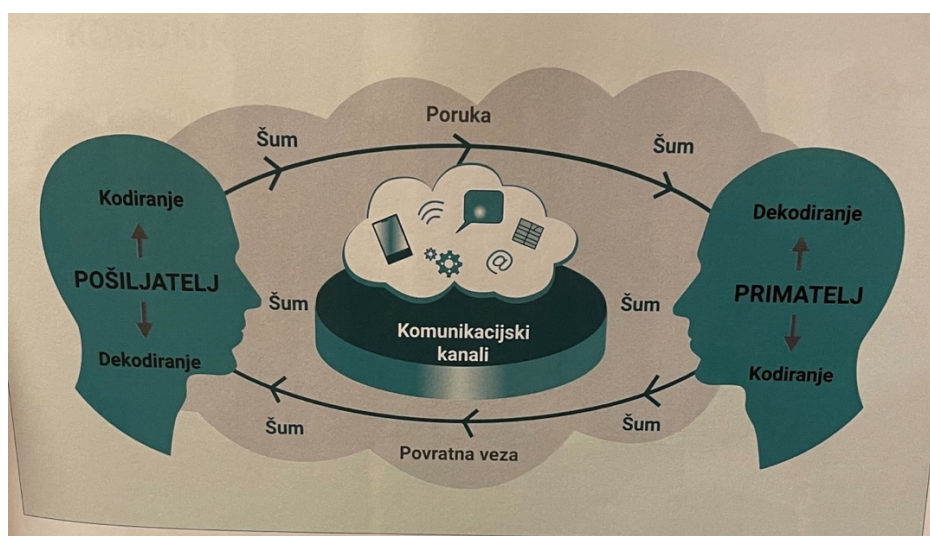 Poruka
Šum
Šum
Kodiranje
POŠILJATELJ
Dekodiranje
Dekodiranje
PRIMATELJ
Kodiranje
@
Šum
Šum
Komunikacijski
kanali
Šum
Šum
Povratna veza